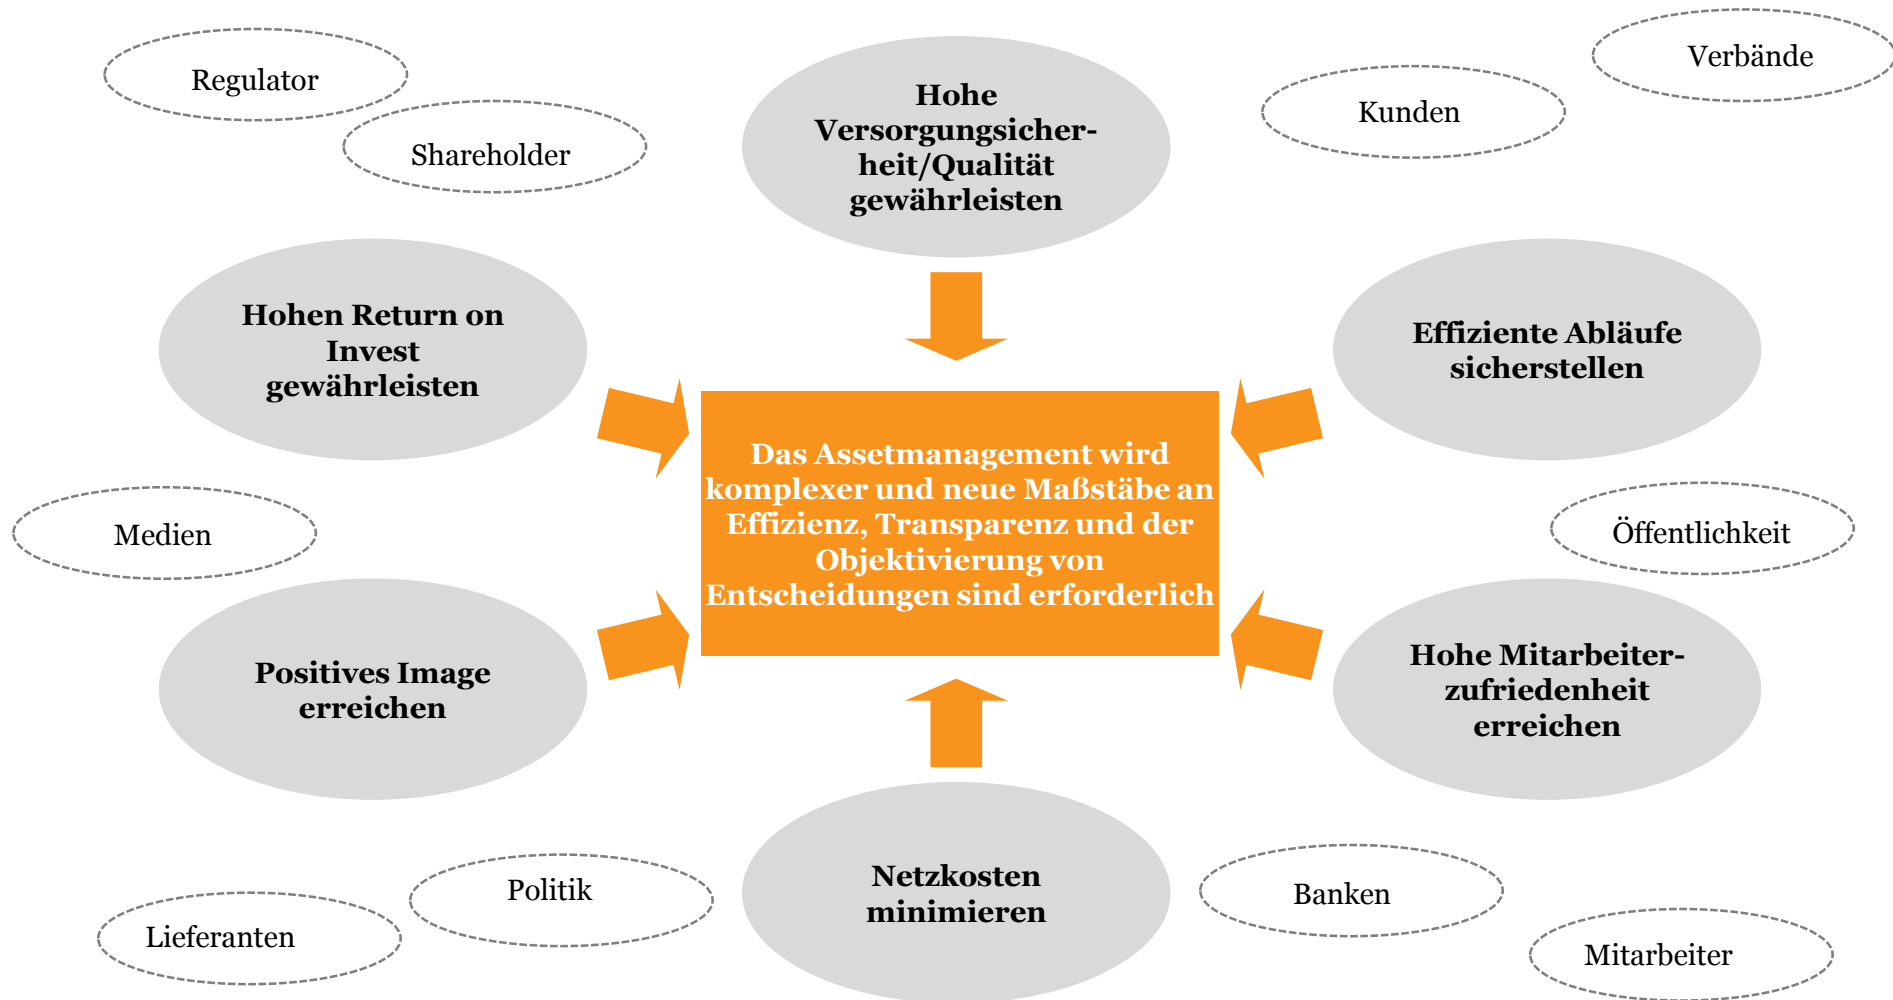 Regulator
Shareholder
Hohe
Versorgungsicher-
heit/Qualität
gewährleisten
Kunden
Verbände
Hohen Return on
Invest
gewährleisten
Effiziente Abläufe
sicherstellen
Das Assetmanagement wird
komplexer und neue Maßstäbe an
Effizienz, Transparenz und der
Objektivierung von
Entscheidungen sind erforderlich
Medien
Öffentlichkeit
Positives Image
erreichen
Hohe Mitarbeiter-
zufriedenheit
erreichen
Netzkosten
minimieren
Lieferanten
Politik
Banken
Mitarbeiter